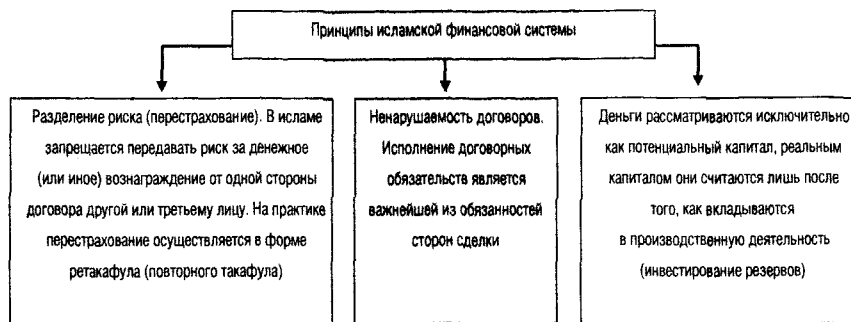 Принципы исламской финансовой системы
Разделение риска (перестрахование). В исламе
запрещается передавать риск за денежное
(или иное) вознаграждение от одной стороны
договора другой или третьему лицу. На практике
перестрахование осуществляется в форме
ретакафула (повторного такафула)
Ненарушаемость договоров.
Исполнение договорных
обязательств является
важнейшей из обязанностей
сторон сделки
Деньги рассматриваются исключительно
как потенциальный капитал, реальным
капиталом они считаются лишь после
того, как вкладываются
в производственную деятельность
(инвестирование резервов)